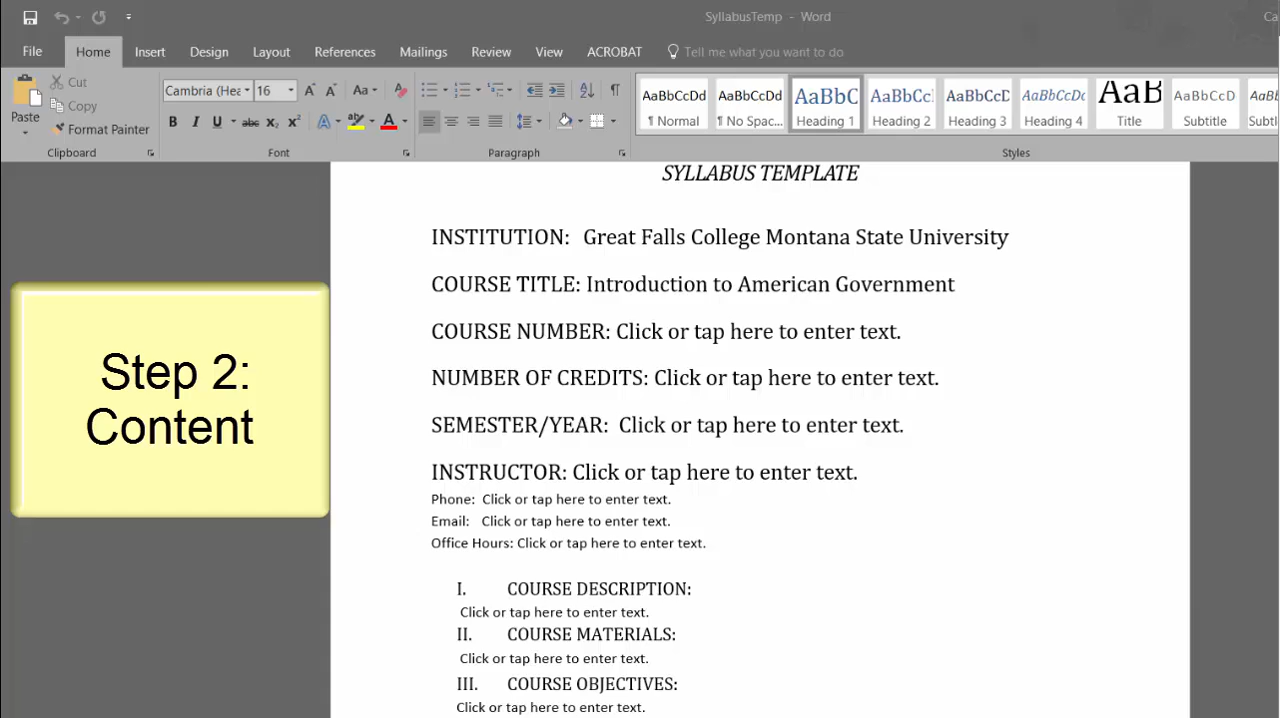 SyllabusTemp - Word
Ca
File Home Insert Design Layout References Mailings Review View ACROBAT Tell me what you want to do
Paste
Cut
Copy
Format Painter
Clipboard
Cambria (Hea 16
Aa
B I U abc X₂ X²
A A
Font
Paragraph
AaBbCcDd AaBbCcDd AaBbC AaBbCc AaBbCcD AaBbCcDc AaB AaBbCcD AaBb
¶ Normal ¶ No Spac... Heading 1 Heading 2 Heading 3 Heading 4 Title Subtitle Subtl
Styles
SYLLABUS TEMPLATE
INSTITUTION: Great Falls College Montana State University
COURSE TITLE: Introduction to American Government
COURSE NUMBER: Click or tap here to enter text.
NUMBER OF CREDITS: Click or tap here to enter text.
SEMESTER/YEAR: Click or tap here to enter text.
INSTRUCTOR: Click or tap here to enter text.
Phone: Click or tap here to enter text.
Email: Click or tap here to enter text.
Office Hours: Click or tap here to enter text.
I. COURSE DESCRIPTION:
Click or tap here to enter text.
II. COURSE MATERIALS:
Click or tap here to enter text.
III. COURSE OBJECTIVES:
Click or tap here to enter text.
Step 2:
Content